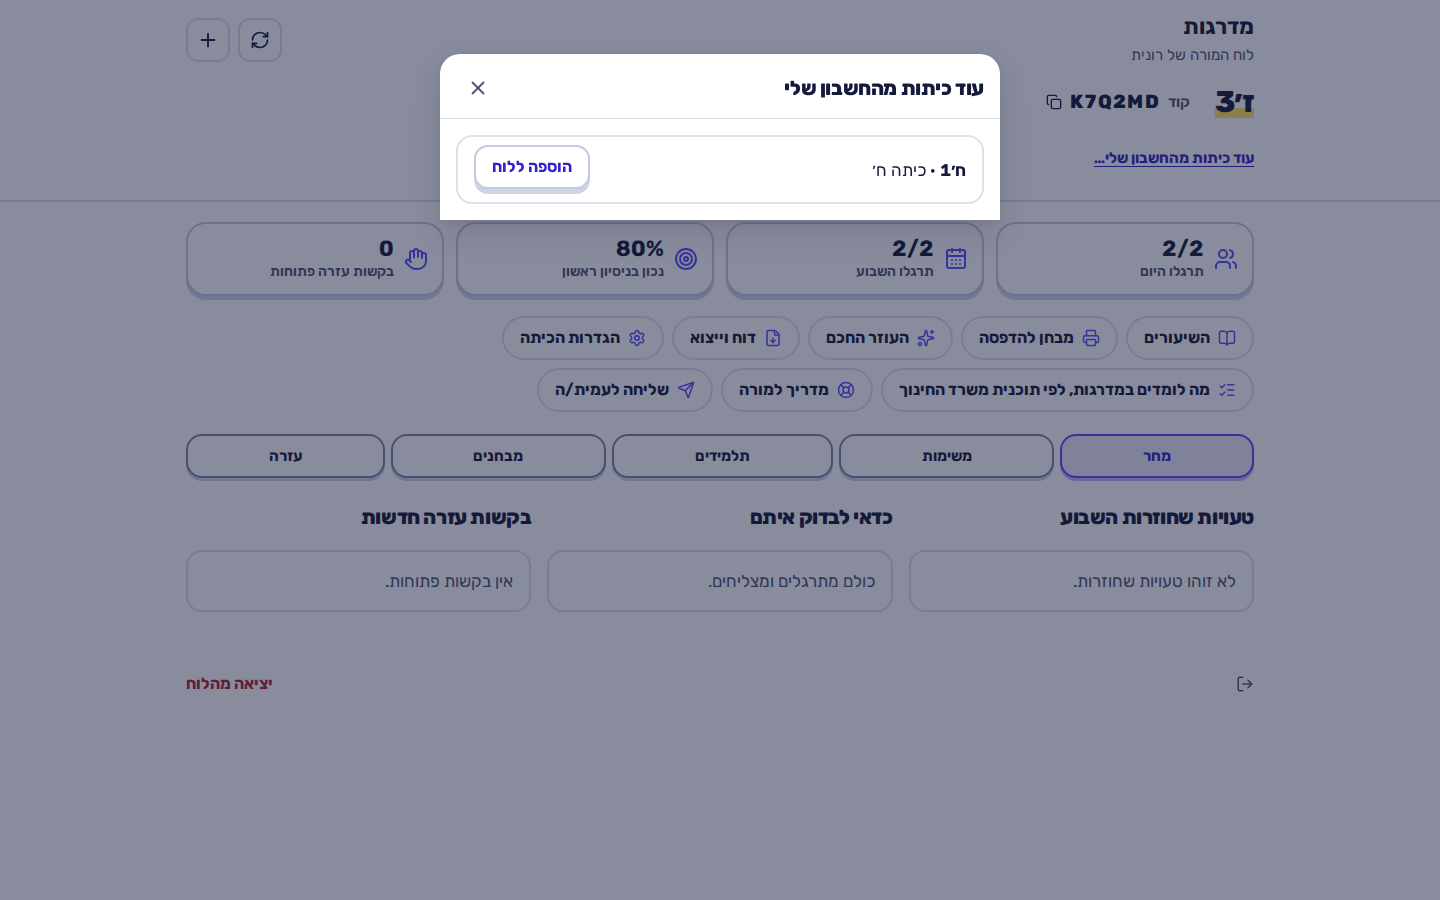 מדרגות
לוח המורה של רונית
ז׳3 קוד K7Q2MD
עוד כיתות מהחשבון שלי...
עוד כיתות מהחשבון שלי
ח׳1 • כיתה ח׳
הוספה ללוח
2/2
תרגלו היום
2/2
תרגלו השבוע
80%
נכון בניסיון ראשון
0
בקשות עזרה פתוחות
השיעורים
מבחן להדפסה
העוזר החכם
דוח וייצוא
הגדרות הכיתה
מה לומדים במדרגות, לפי תוכנית משרד החינוך
מדריך למורה
שליחה לעמית/ה
מחר
משימות
תלמידים
מבחנים
עזרה
טעויות שחוזרות השבוע
לא זוהו טעויות שחוזרות.
כדאי לבדוק איתם
כולם מתרגלים ומצליחים.
בקשות עזרה חדשות
אין בקשות פתוחות.
יציאה מהלוח